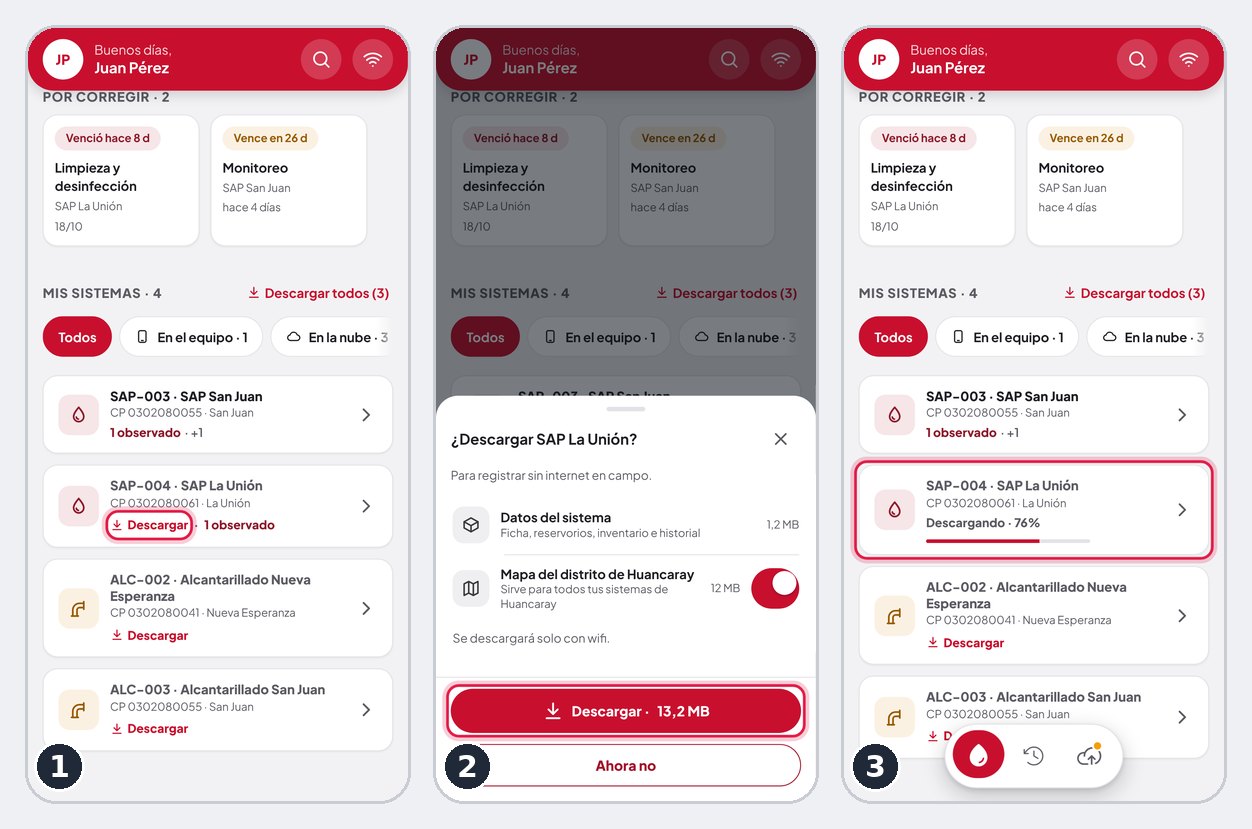 JP
Buenos días,
Juan Pérez
POR CORREGIR · 2
Venció hace 8 d
Limpieza y
desinfección
SAP La Unión
18/10
Vence en 26 d
Monitoreo
SAP San Juan
hace 4 días
MIS SISTEMAS · 4
Descargar todos (3)
Todos
En el equipo · 1
En la nube · 3
SAP-003 · SAP San Juan
CP 0302080055 · San Juan
1 observado · +1
SAP-004 · SAP La Unión
CP 0302080061 · La Unión
Descargar · 1 observado
ALC-002 · Alcantarillado Nueva
Esperanza
CP 0302080041 · Nueva Esperanza
Descargar
ALC-003 · Alcantarillado San Juan
CP 0302080055 · San Juan
Descargar
1
JP
Buenos días,
Juan Pérez
POR CORREGIR · 2
Venció hace 8 d
Limpieza y
desinfección
SAP La Unión
18/10
Vence en 26 d
Monitoreo
SAP San Juan
hace 4 días
MIS SISTEMAS · 4
Descargar todos (3)
Todos
En el equipo · 1
En la nube · 3
SAP-003 · SAP San Juan
¿Descargar SAP La Unión?
Para registrar sin internet en campo.
Datos del sistema
Ficha, reservorios, inventario e historial
1,2 MB
Mapa del distrito de Huancaray
Sirve para todos tus sistemas de
Huancaray
12 MB
Se descargará solo con wifi.
Descargar · 13,2 MB
Ahora no
2
JP
Buenos días,
Juan Pérez
POR CORREGIR · 2
Venció hace 8 d
Limpieza y
desinfección
SAP La Unión
18/10
Vence en 26 d
Monitoreo
SAP San Juan
hace 4 días
MIS SISTEMAS · 4
Descargar todos (3)
Todos
En el equipo · 1
En la nube · 3
SAP-003 · SAP San Juan
CP 0302080055 · San Juan
1 observado · +1
SAP-004 · SAP La Unión
CP 0302080061 · La Unión
Descargando · 76%
ALC-002 · Alcantarillado Nueva
Esperanza
CP 0302080041 · Nueva Esperanza
Descargar
ALC-003 · Alcantarillado San Juan
CP 0302080055 · San Juan
3